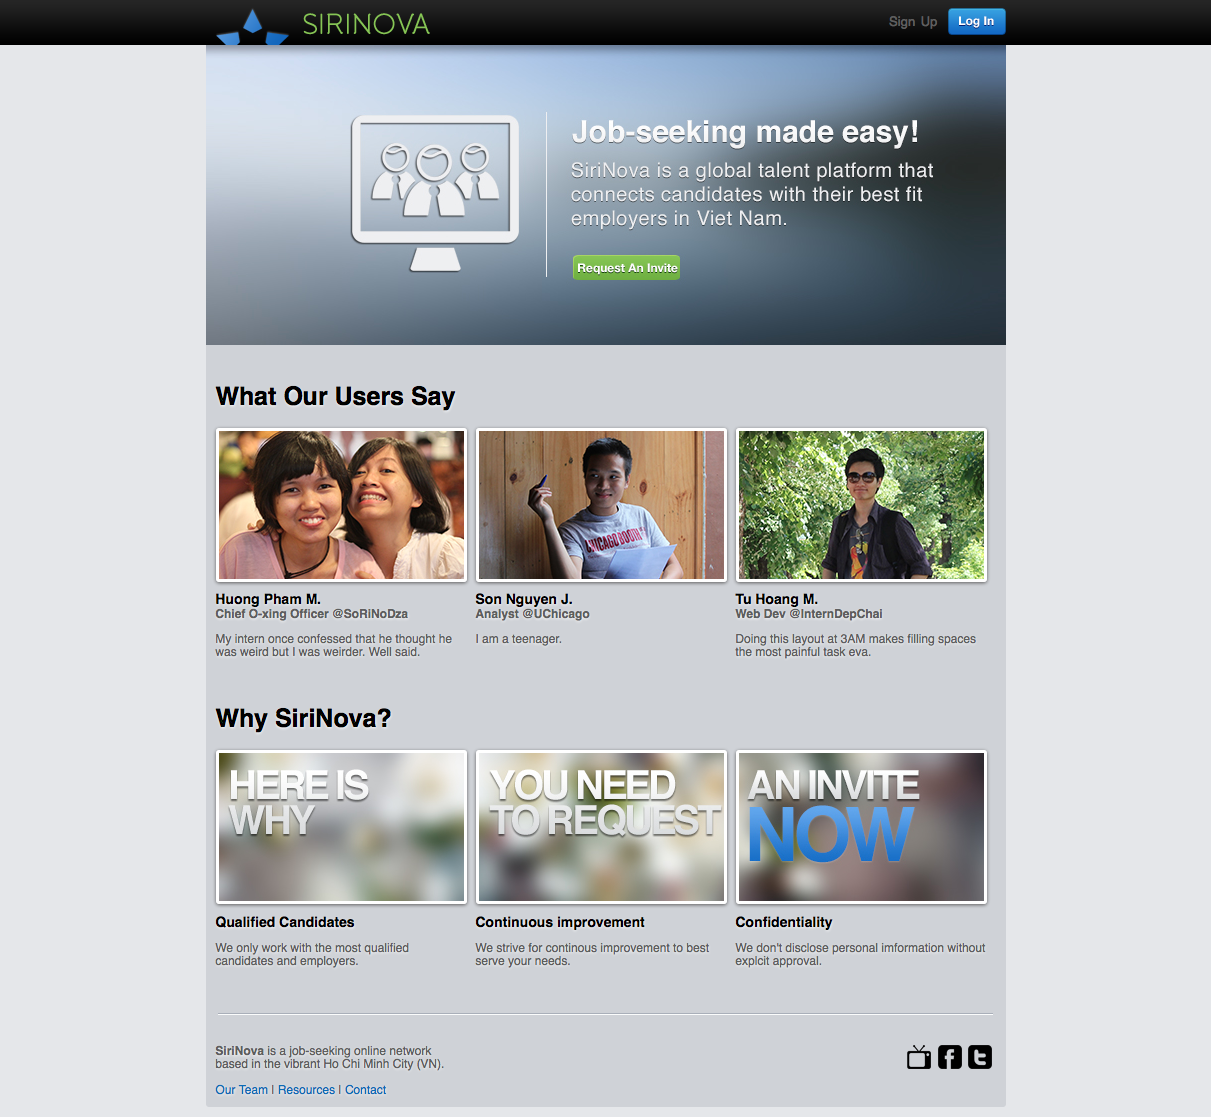 SIRINOVA
Sign Up
Log In
Job-seeking made easy!
SiriNova is a global talent platform that
connects candidates with their best fit
employers in Viet Nam.
Request An Invite
What Our Users Say
CHICAGO BOOTH
Huong Pham M.
Chief O-xing Officer @SoRiNoDza
My intern once confessed that he thought he
was weird but I was weirder. Well said.
Son Nguyen J.
Analyst @UChicago
I am a teenager.
Tu Hoang M.
Web Dev @InternDepChai
Doing this layout at 3AM makes filling spaces
the most painful task eva.
Why SiriNova?
HERE IS
WHY
YOU NEED
TO REQUEST
AN INVITE
NOW
Qualified Candidates
We only work with the most qualified
candidates and employers.
Continuous improvement
We strive for continous improvement to best
serve your needs.
Confidentiality
We don't disclose personal imformation without
explcit approval.
SiriNova is a job-seeking online network
based in the vibrant Ho Chi Minh City (VN).
Our Team | Resources | Contact